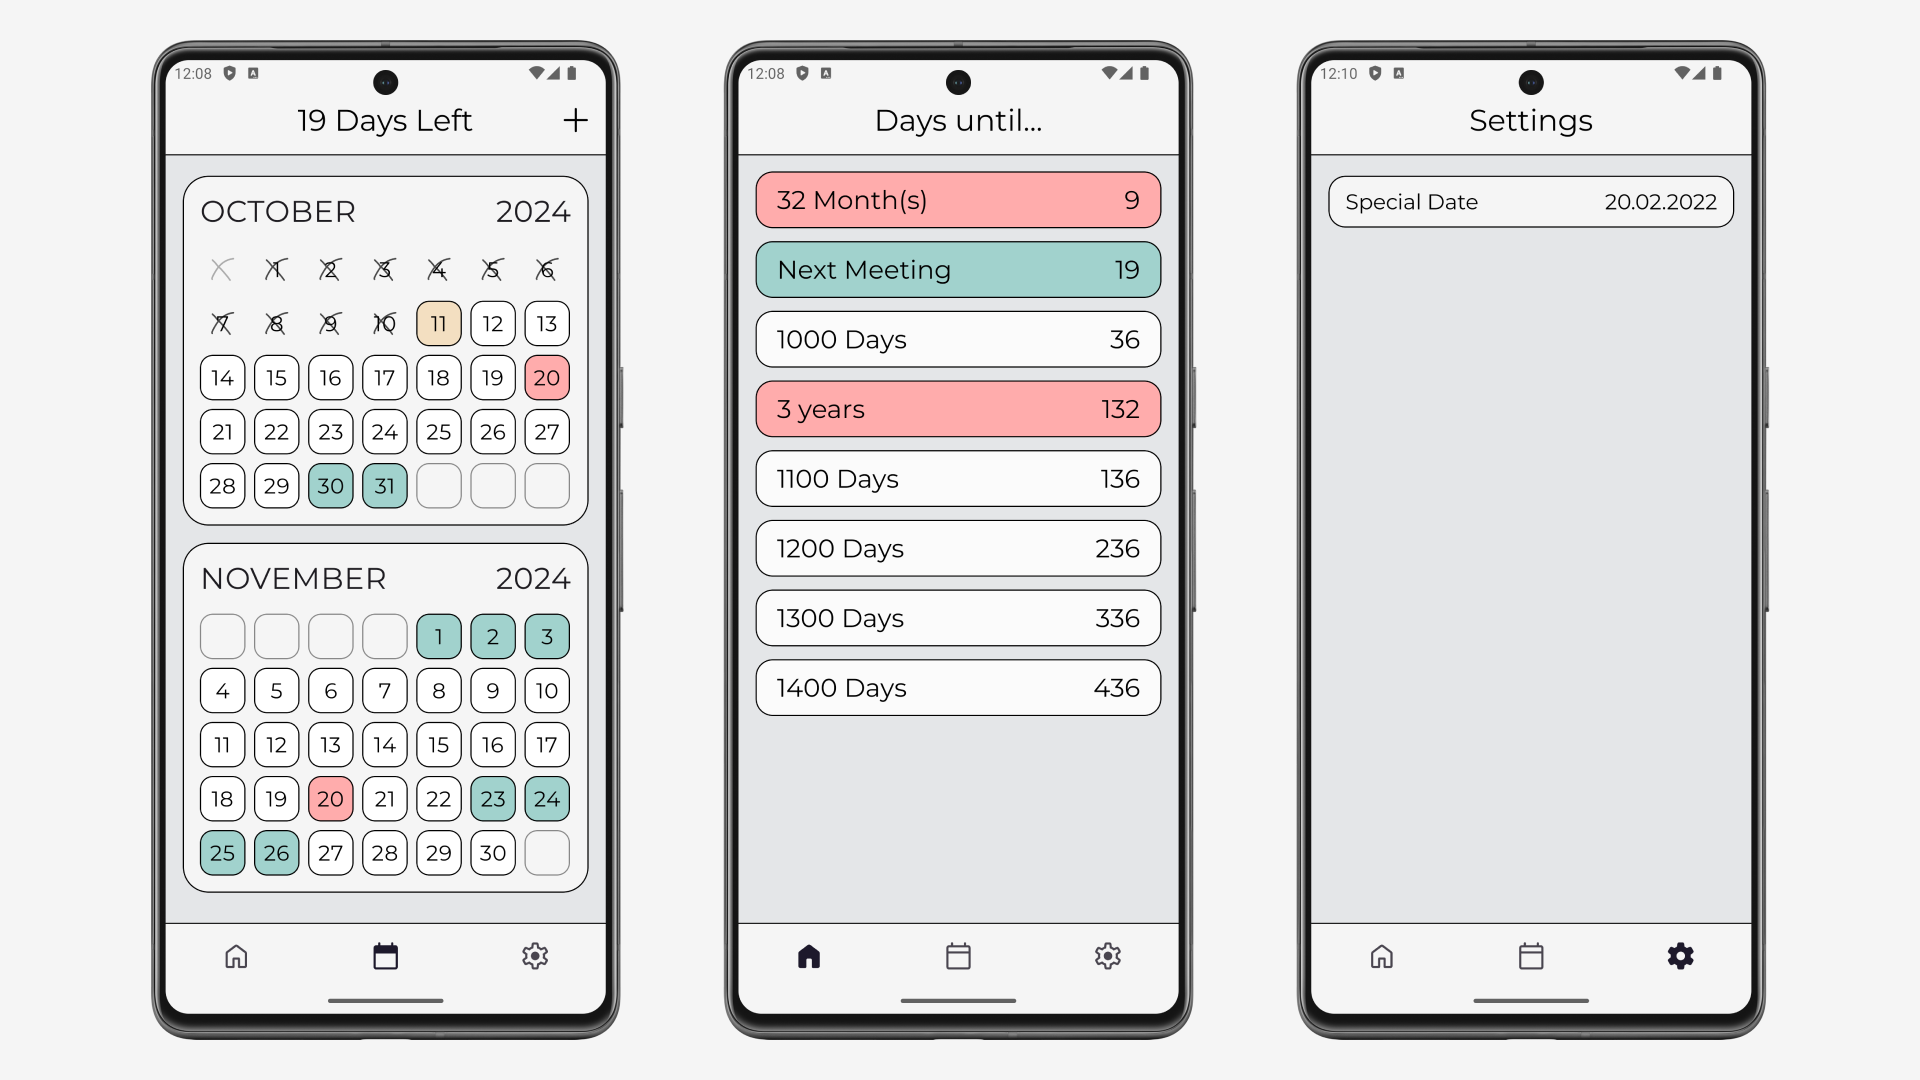 12:08
19 Days Left
OCTOBER 2024
1 2 3 4 5 6
7 8 9 10 11 12 13
14 15 16 17 18 19 20
21 22 23 24 25 26 27
28 29 30 31
NOVEMBER 2024
1 2 3
4 5 6 7 8 9 10
11 12 13 14 15 16 17
18 19 20 21 22 23 24
25 26 27 28 29 30
12:08
Days until...
32 Month(s) 9
Next Meeting 19
1000 Days 36
3 years 132
1100 Days 136
1200 Days 236
1300 Days 336
1400 Days 436
12:10
Settings
Special Date 20.02.2022